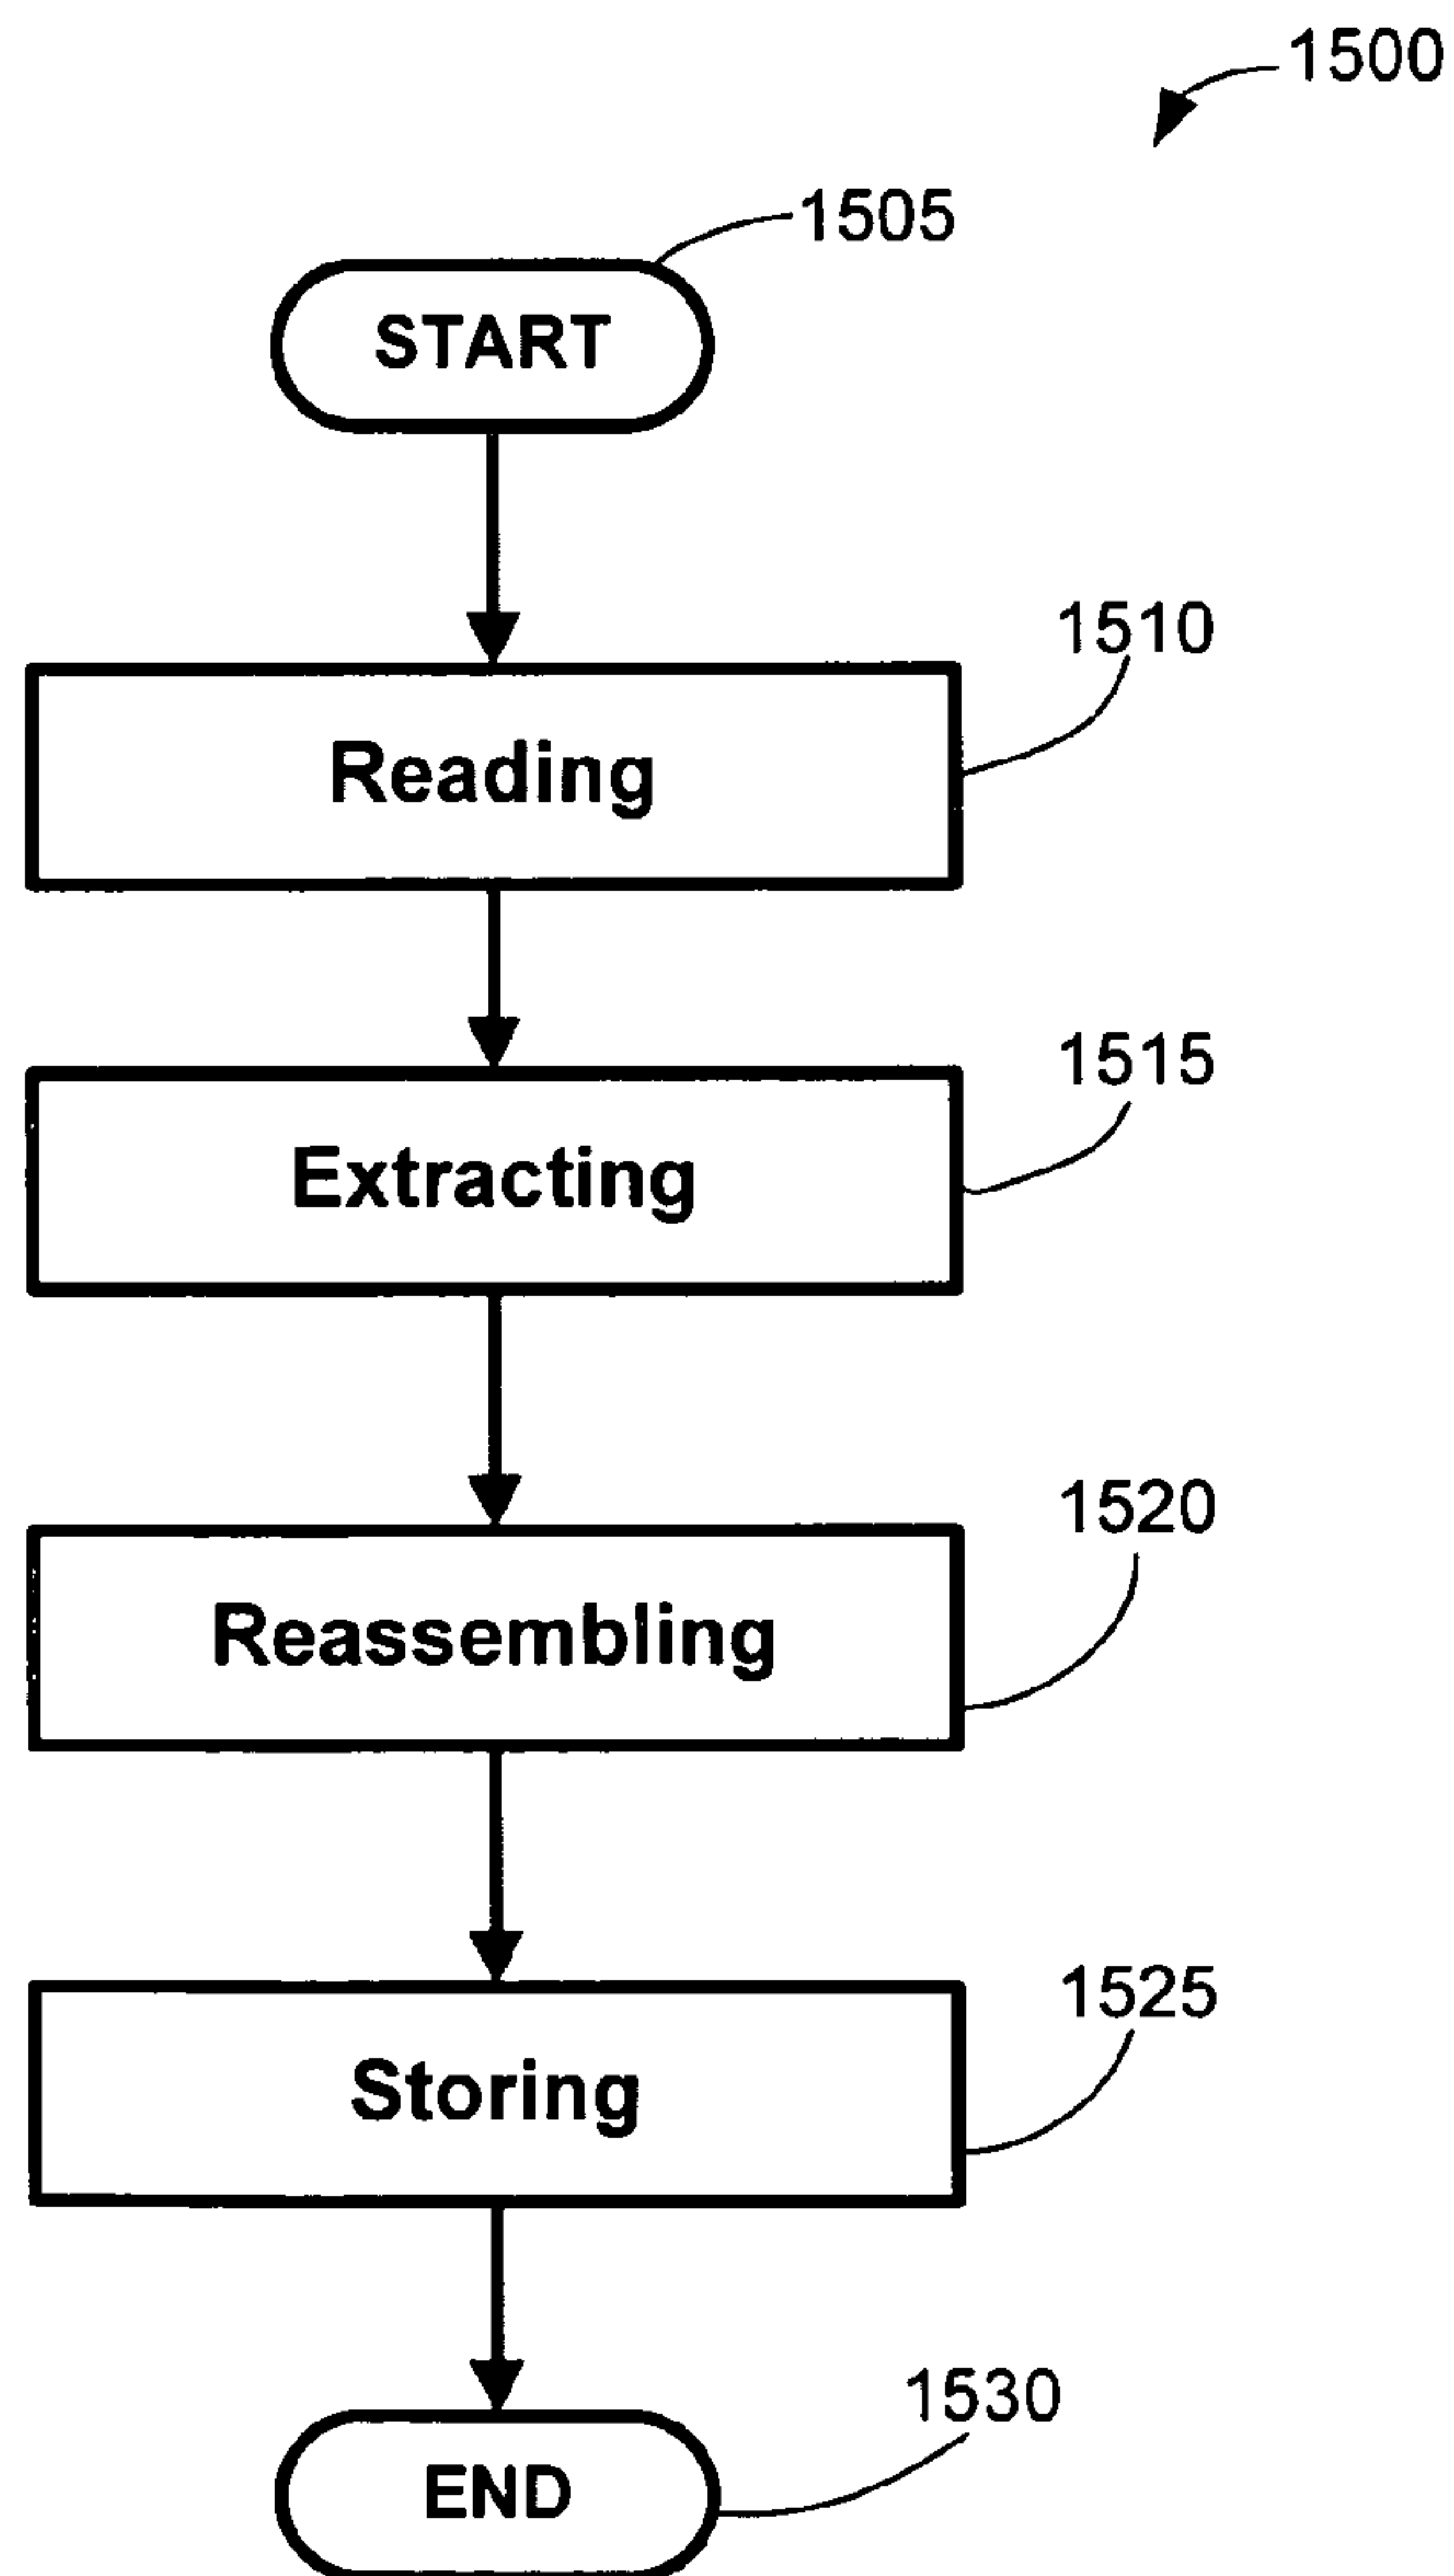 1500
1505
START
1510
Reading
1515
Extracting
1520
Reassembling
1525
Storing
1530
END